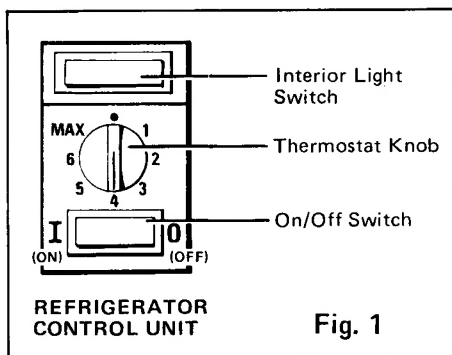 Interior Light
Switch
MAX
1
6
2
Thermostat Knob
5
3
4
On/Off Switch
I
O
(ON)
(OFF)
REFRIGERATOR
CONTROL UNIT
Fig. 1